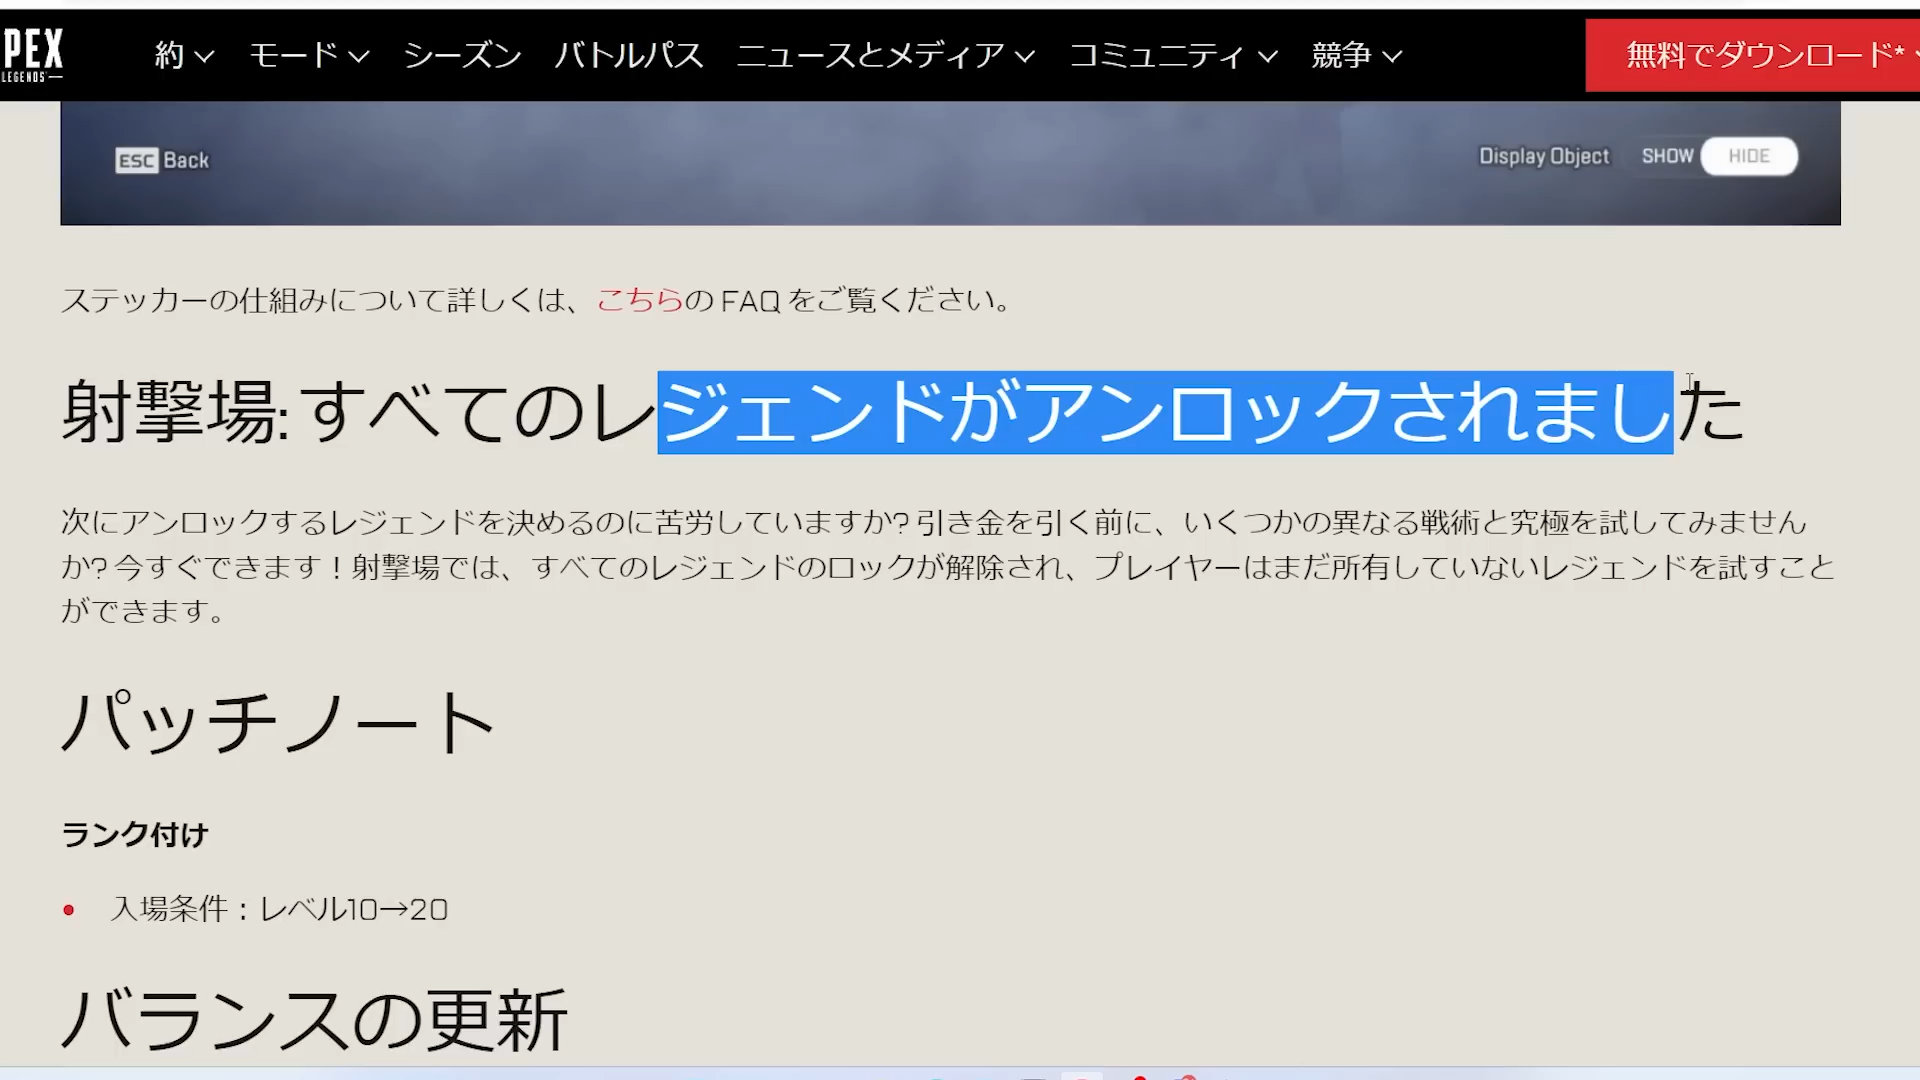 PEX
LEGENDS
約 モード シーズン バトルパス ニュースとメディア コミュニティ 競争 無料でダウンロード*
ESC Back
Display Object SHOW HIDE
ステッカーの仕組みについて詳しくは、こちらの FAQ をご覧ください。
射撃場:すべてのレジェンドがアンロックされました
次にアンロックするレジェンドを決めるのに苦労していますか? 引き金を引く前に、いくつかの異なる戦術と究極を試してみません
か? 今すぐできます！射撃場では、すべてのレジェンドのロックが解除され、プレイヤーはまだ所有していないレジェンドを試すこと
ができます。
パッチノート
ランク付け
• 入場条件：レベル10→20
バランスの更新